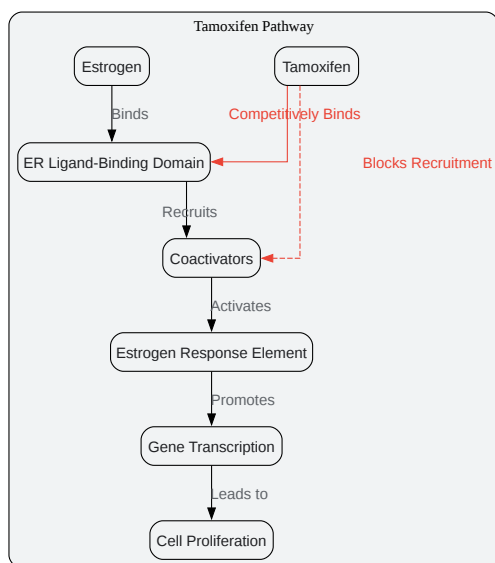 Tamoxifen Pathway
Estrogen
Tamoxifen
Binds
Competitively Binds
ER Ligand-Binding Domain
Blocks Recruitment
Recruits
Coactivators
Activates
Estrogen Response Element
Promotes
Gene Transcription
Leads to
Cell Proliferation